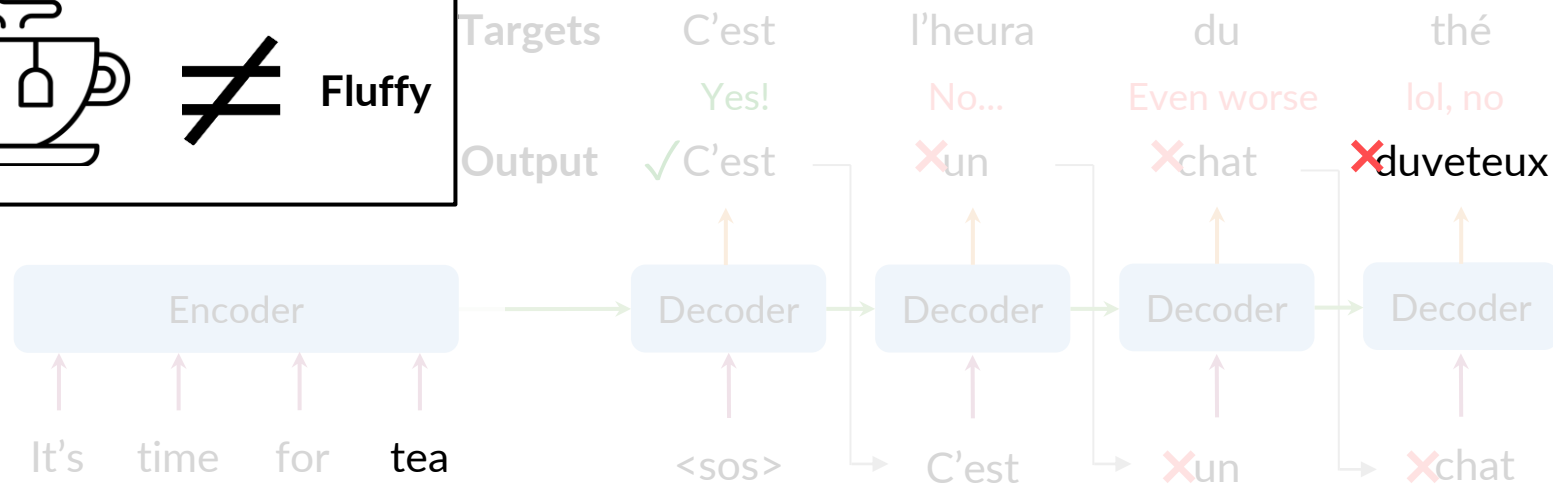 Targets C'est l'heura du thé
Yes! No... Even worse lol, no
Fluffy
Output C'est un chat duveteux
Encoder Decoder Decoder Decoder Decoder
It's time for tea <sos> C'est un chat